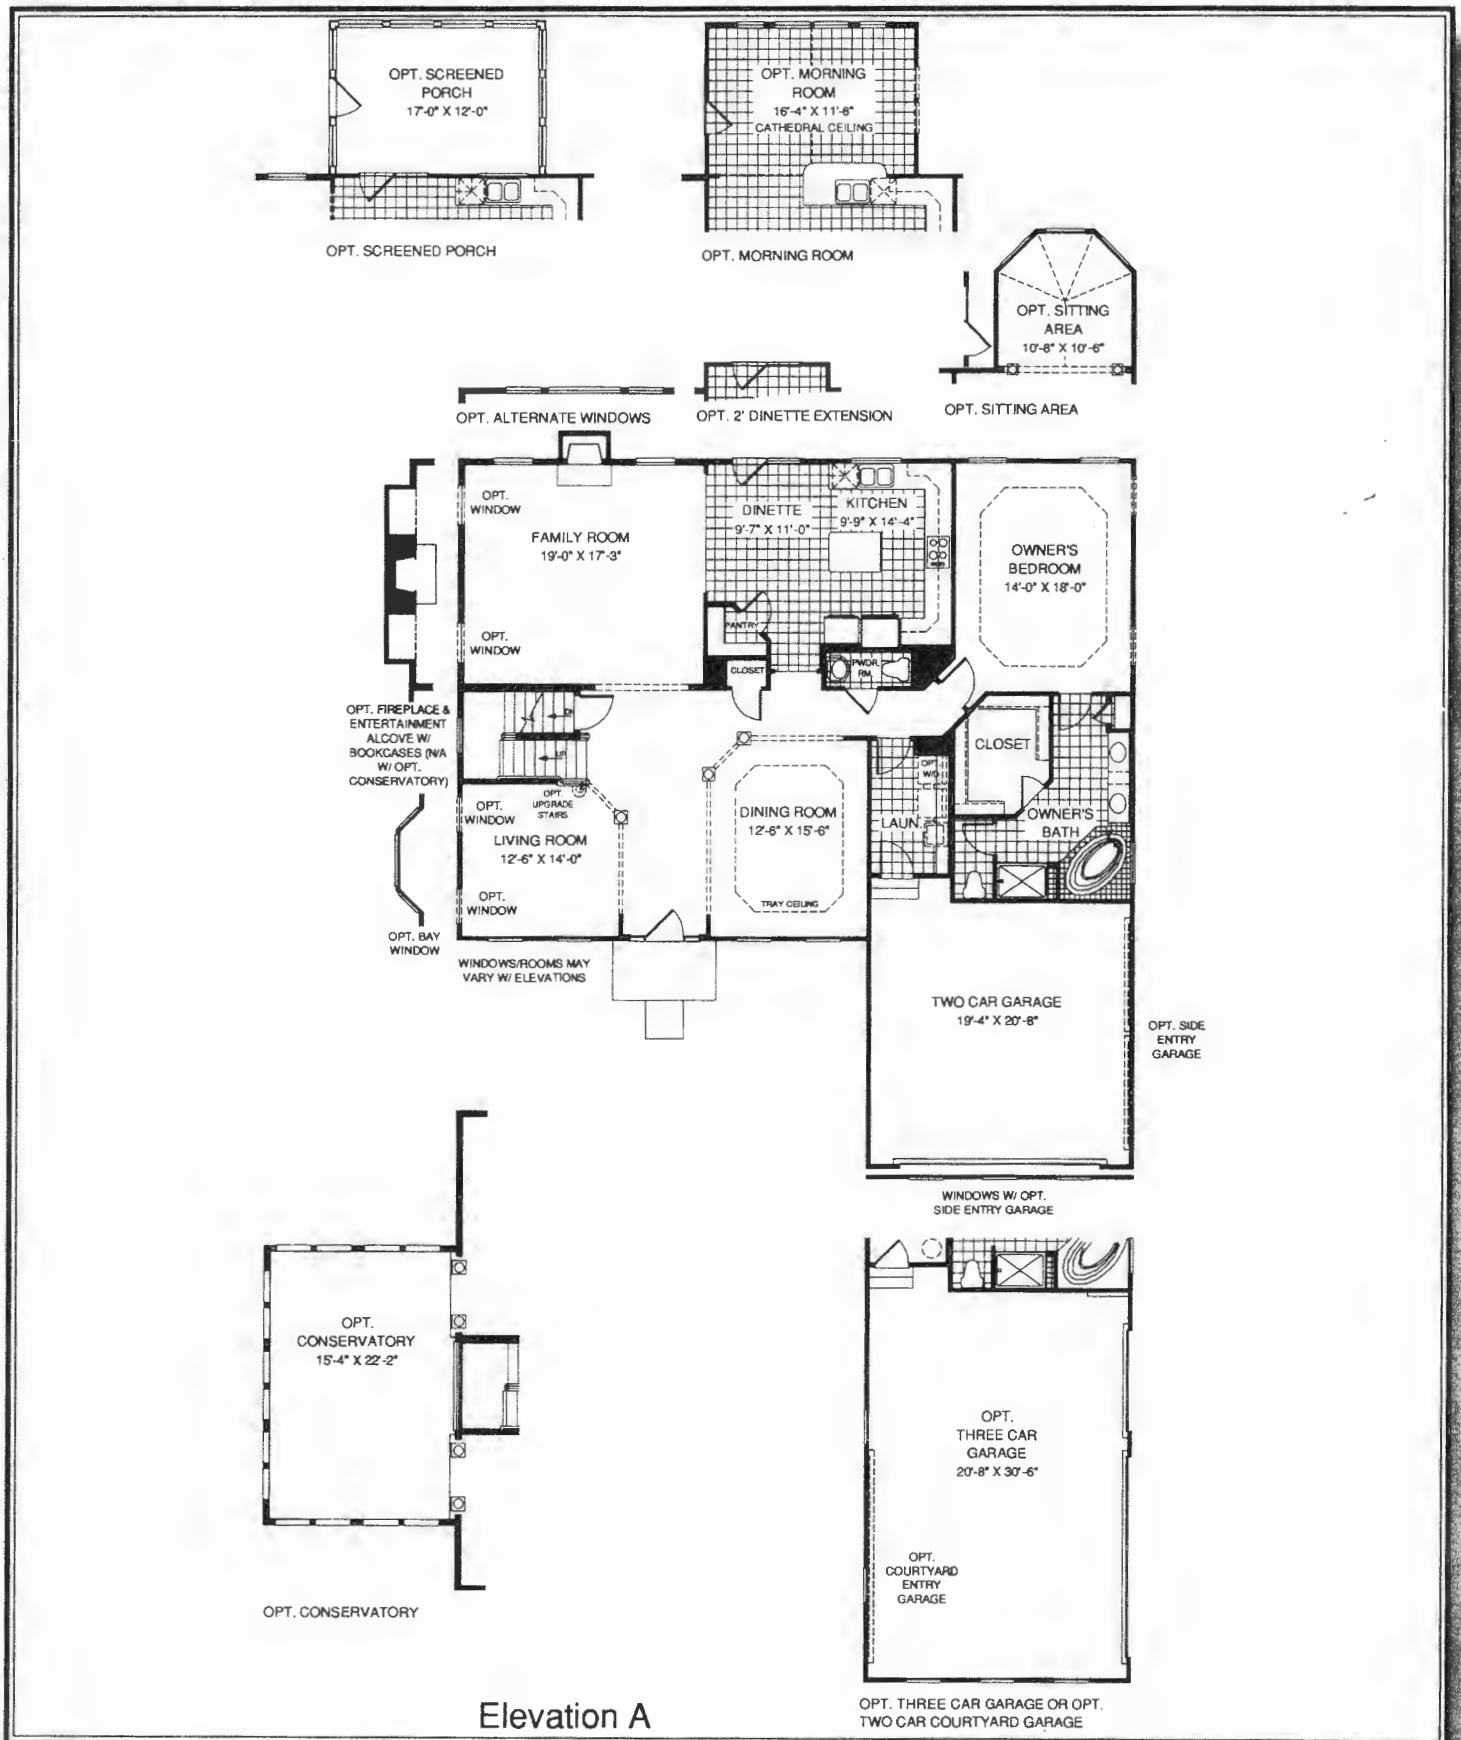 OPT. SCREENED
PORCH
17'-0" X 12'-0"
OPT. SCREENED PORCH
OPT. MORNING
ROOM
16'-4" X 11'-8"
CATHEDRAL CEILING
OPT. MORNING ROOM
OPT. SITTING
AREA
10'-8" X 10'-6"
OPT. SITTING AREA
OPT. ALTERNATE WINDOWS
OPT. 2' DINETTE EXTENSION
OPT.
WINDOW
FAMILY ROOM
19'-0" X 17'-3"
OPT.
WINDOW
DINETTE
9'-7" X 11'-0"
KITCHEN
9'-9" X 14'-4"
OWNER'S
BEDROOM
14'-0" X 18'-0"
PANTRY
CLOSET
PWDR.
RM.
OPT. FIREPLACE &
ENTERTAINMENT
ALCOVE W/
BOOKCASES (N/A
W/ OPT.
CONSERVATORY)
DN
UP
OPT.
UPGRADE
STAIRS
OPT.
WINDOW
LIVING ROOM
12'-6" X 14'-0"
OPT.
WINDOW
DINING ROOM
12'-6" X 15'-6"
TRAY CEILING
OPT.
W/D
LAUN.
CLOSET
OWNER'S
BATH
OPT. BAY
WINDOW
WINDOWS/ROOMS MAY
VARY W/ ELEVATIONS
TWO CAR GARAGE
19'-4" X 20'-8"
OPT. SIDE
ENTRY
GARAGE
WINDOWS W/ OPT.
SIDE ENTRY GARAGE
OPT.
CONSERVATORY
15'-4" X 22'-2"
OPT. CONSERVATORY
OPT.
THREE CAR
GARAGE
20'-8" X 30'-6"
OPT.
COURTYARD
ENTRY
GARAGE
OPT. THREE CAR GARAGE OR OPT.
TWO CAR COURTYARD GARAGE
Elevation A